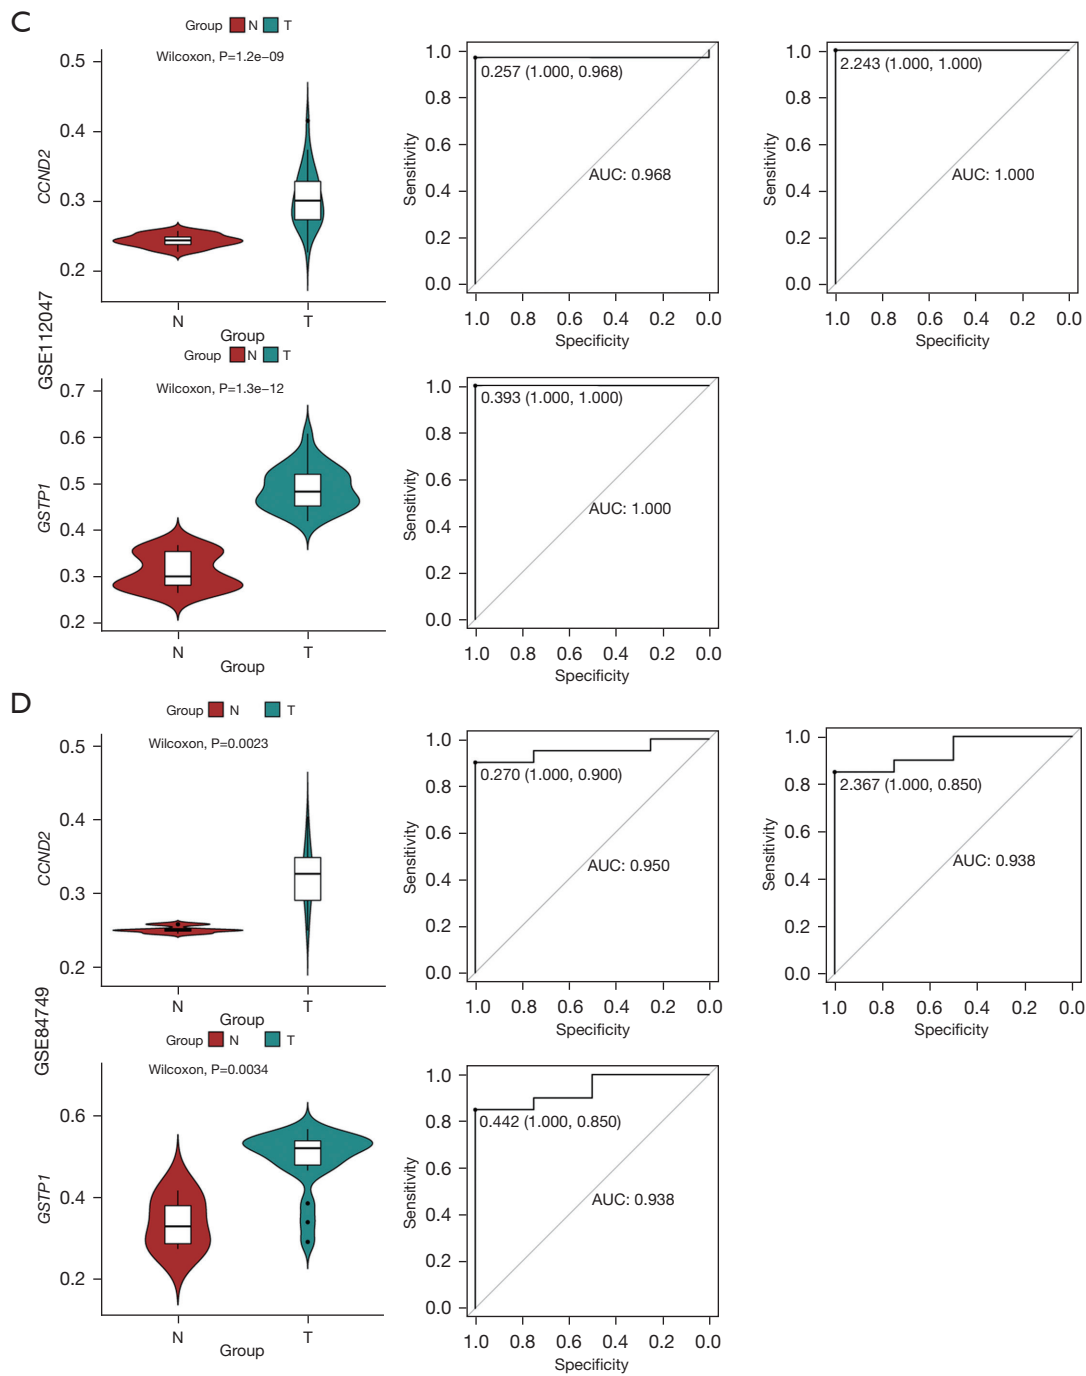 C
Group N T
Wilcoxon, P=1.2e−09
0.5
0.4
0.3
0.2
CCND2
N T
Group
1.0
0.8
0.6
0.4
0.2
0.0
Sensitivity
0.257 (1.000, 0.968)
AUC: 0.968
1.0 0.8 0.6 0.4 0.2 0.0
Specificity
1.0
0.8
0.6
0.4
0.2
0.0
Sensitivity
2.243 (1.000, 1.000)
AUC: 1.000
1.0 0.8 0.6 0.4 0.2 0.0
Specificity
GSE112047
Group N T
Wilcoxon, P=1.3e−12
0.7
0.6
0.5
0.4
0.3
0.2
GSTP1
N T
Group
1.0
0.8
0.6
0.4
0.2
0.0
Sensitivity
0.393 (1.000, 1.000)
AUC: 1.000
1.0 0.8 0.6 0.4 0.2 0.0
Specificity
D
Group N T
Wilcoxon, P=0.0023
0.5
0.4
0.3
0.2
CCND2
N T
Group
1.0
0.8
0.6
0.4
0.2
0.0
Sensitivity
0.270 (1.000, 0.900)
AUC: 0.950
1.0 0.8 0.6 0.4 0.2 0.0
Specificity
1.0
0.8
0.6
0.4
0.2
0.0
Sensitivity
2.367 (1.000, 0.850)
AUC: 0.938
1.0 0.8 0.6 0.4 0.2 0.0
Specificity
GSE84749
Group N T
Wilcoxon, P=0.0034
0.6
0.4
0.2
GSTP1
N T
Group
1.0
0.8
0.6
0.4
0.2
0.0
Sensitivity
0.442 (1.000, 0.850)
AUC: 0.938
1.0 0.8 0.6 0.4 0.2 0.0
Specificity